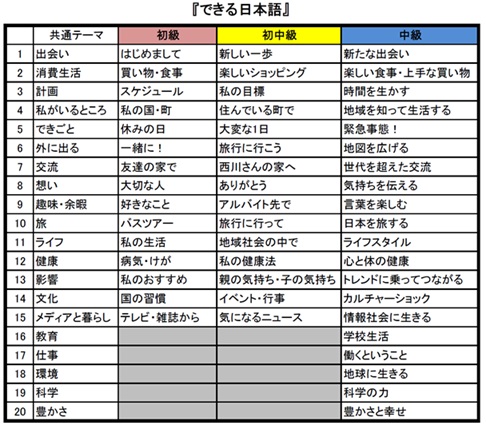 『できる日本語』
共通テーマ 初級 初中級 中級
1 出会い はじめまして 新しい一歩 新たな出会い
2 消費生活 買い物・食事 楽しいショッピング 楽しい食事・上手な買い物
3 計画 スケジュール 私の目標 時間を生かす
4 私がいるところ 私の国・町 住んでいる町で 地域を知って生活する
5 できごと 休みの日 大変な1日 緊急事態！
6 外に出る 一緒に！ 旅行に行こう 地図を広げる
7 交流 友達の家で 西川さんの家へ 世代を超えた交流
8 想い 大切な人 ありがとう 気持ちを伝える
9 趣味・余暇 好きなこと アルバイト先で 言葉を楽しむ
10 旅 バスツアー 旅行に行って 日本を旅する
11 ライフ 私の生活 地域社会の中で ライフスタイル
12 健康 病気・けが 私の健康法 心と体の健康
13 影響 私のおすすめ 親の気持ち・子の気持ち トレンドに乗ってつながる
14 文化 国の習慣 イベント・行事 カルチャーショック
15 メディアと暮らし テレビ・雑誌から 気になるニュース 情報社会に生きる
16 教育 学校生活
17 仕事 働くということ
18 環境 地球に生きる
19 科学 科学の力
20 豊かさ 豊かさと幸せ